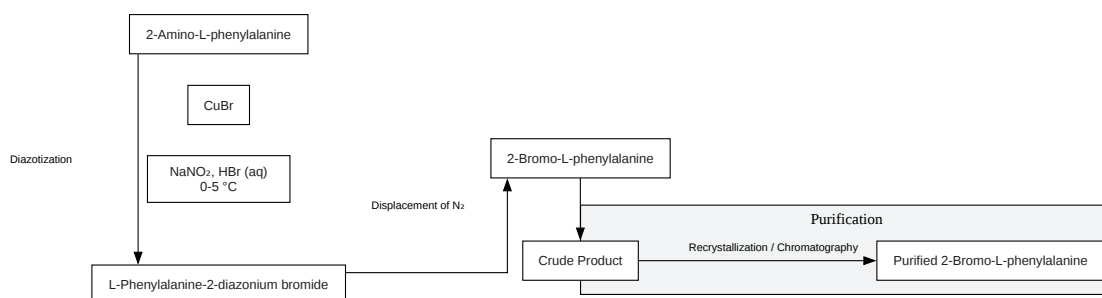 2-Amino-L-phenylalanine
CuBr
Diazotization
NaNO₂, HBr (aq)
0-5 °C
2-Bromo-L-phenylalanine
Displacement of N₂
Purification
Recrystallization / Chromatography
Crude Product
Purified 2-Bromo-L-phenylalanine
L-Phenylalanine-2-diazonium bromide